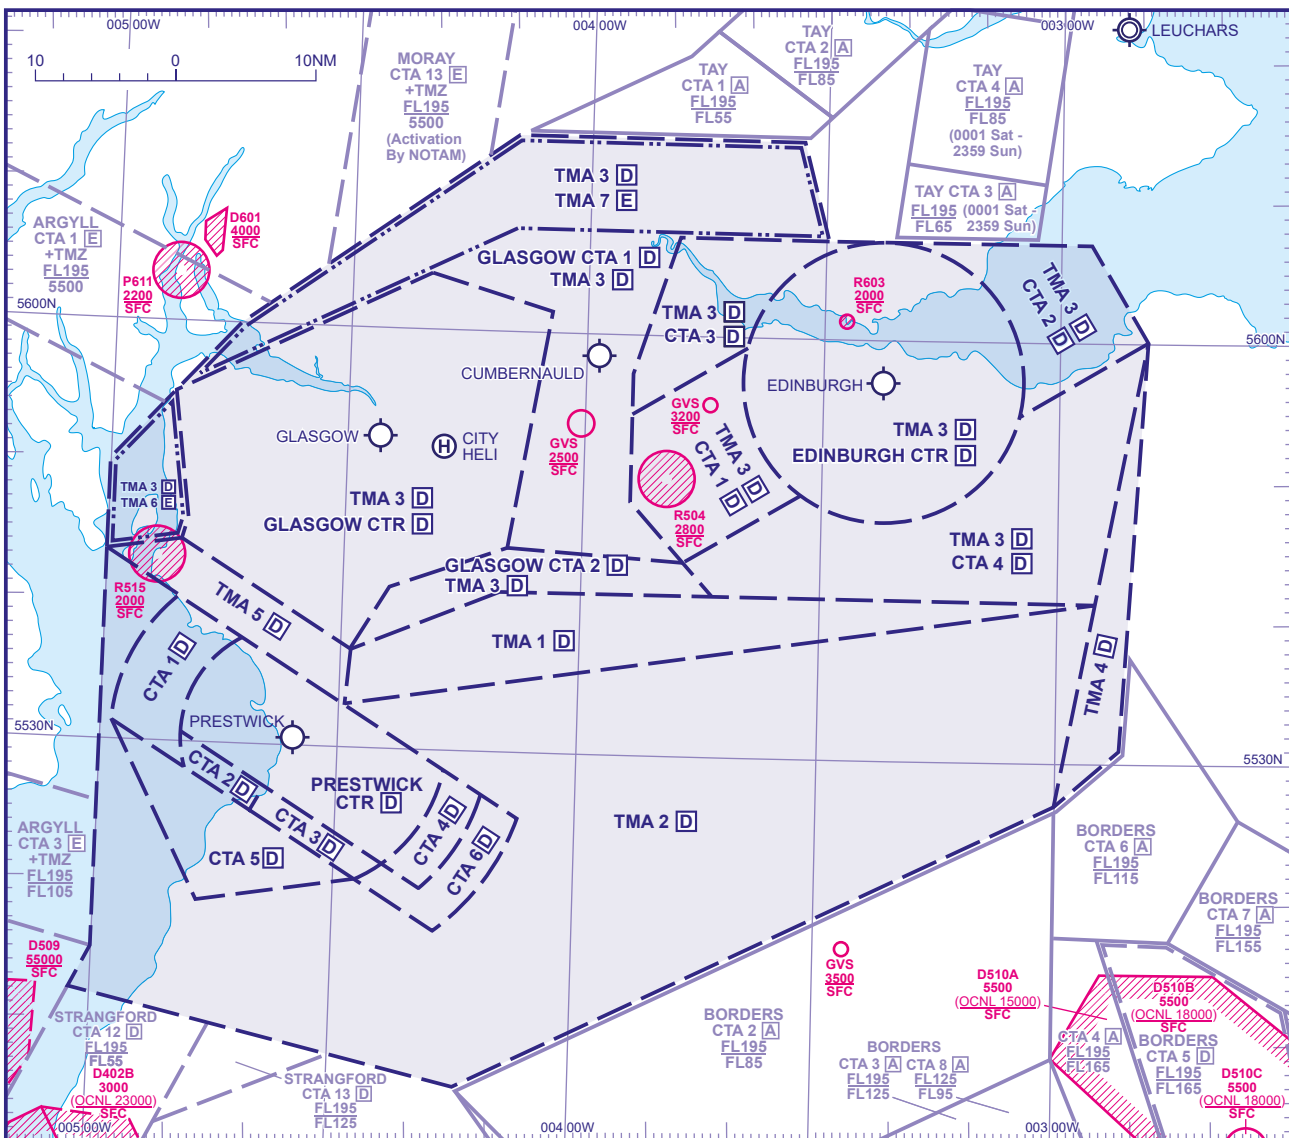 005 00W
004 00W
003 00W
LEUCHARS
10
0
10NM
MORAY
CTA 13 E
+TMZ
FL195
5500
(Activation
By NOTAM)
TAY
CTA 1 A
FL195
FL55
TAY
CTA 2 A
FL195
FL85
TAY
CTA 4 A
FL195
FL85
(0001 Sat -
2359 Sun)
TAY CTA 3 A
FL195 (0001 Sat -
FL65 2359 Sun)
ARGYLL
CTA 1 E
+TMZ
FL195
5500
D601
4000
SFC
P611
2200
SFC
TMA 3 D
TMA 7 E
GLASGOW CTA 1 D
TMA 3 D
TMA 3 D
CTA 3 D
R603
2000
SFC
TMA 3 D
CTA 2 D
5600N
5600N
CUMBERNAULD
EDINBURGH
GLASGOW
H
CITY
HELI
GVS
2500
SFC
GVS
3200
SFC
TMA 3 D
CTA 1 D
R504
2800
SFC
TMA 3 D
EDINBURGH CTR D
TMA 3 D
TMA 6 E
TMA 3 D
GLASGOW CTR D
TMA 3 D
CTA 4 D
GLASGOW CTA 2 D
TMA 3 D
R515
2000
SFC
TMA 5 D
TMA 1 D
TMA 4 D
CTA 1 D
5530N
5530N
PRESTWICK
CTA 2 D
PRESTWICK
CTR D
CTA 3 D
CTA 4 D
CTA 6 D
CTA 5 D
TMA 2 D
ARGYLL
CTA 3 E
+TMZ
FL195
FL105
BORDERS
CTA 6 A
FL195
FL115
BORDERS
CTA 7 A
FL195
FL155
D509
55000
SFC
GVS
3500
SFC
D510A
5500
(OCNL 15000)
SFC
D510B
5500
(OCNL 18000)
SFC
STRANGFORD
CTA 12 D
FL195
FL55
BORDERS
CTA 2 A
FL195
FL85
CTA 4 A
FL195
FL165
BORDERS
CTA 5 D
FL195
FL165
BORDERS
CTA 3 A
FL195
FL125
CTA 8 A
FL125
FL95
D402B
3000
(OCNL 23000)
SFC
STRANGFORD
CTA 13 D
FL195
FL125
D510C
5500
(OCNL 18000)
SFC
005 00W
004 00W
003 00W